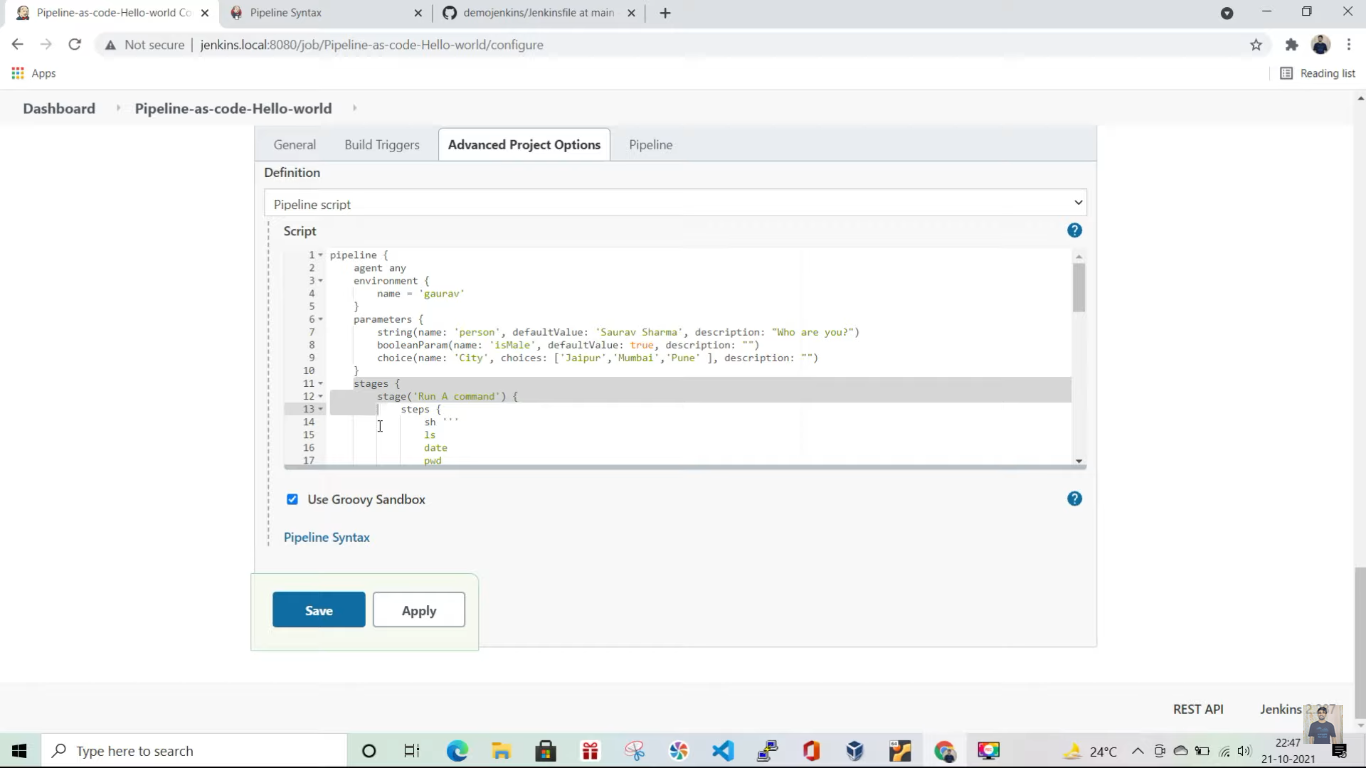 Pipeline-as-code-Hello-world Co
Pipeline Syntax
demojenkins/Jenkinsfile at main
Not secure
jenkins.local:8080/job/Pipeline-as-code-Hello-world/configure
Apps
Reading list
Dashboard
Pipeline-as-code-Hello-world
General
Build Triggers
Advanced Project Options
Pipeline
Definition
Pipeline script
Script
1 pipeline {
2 agent any
3 environment {
4 name = 'gaurav'
5 }
6 parameters {
7 string(name: 'person', defaultValue: 'Saurav Sharma', description: "Who are you?")
8 booleanParam(name: 'isMale', defaultValue: true, description: "")
9 choice(name: 'City', choices: ['Jaipur','Mumbai','Pune' ], description: "")
10 }
11 stages {
12 stage('Run A command') {
13 steps {
14 sh '''
15 ls
16 date
17 pwd
Use Groovy Sandbox
Pipeline Syntax
Save
Apply
REST API
Jenkins
Type here to search
24°C
22:47
21-10-2021